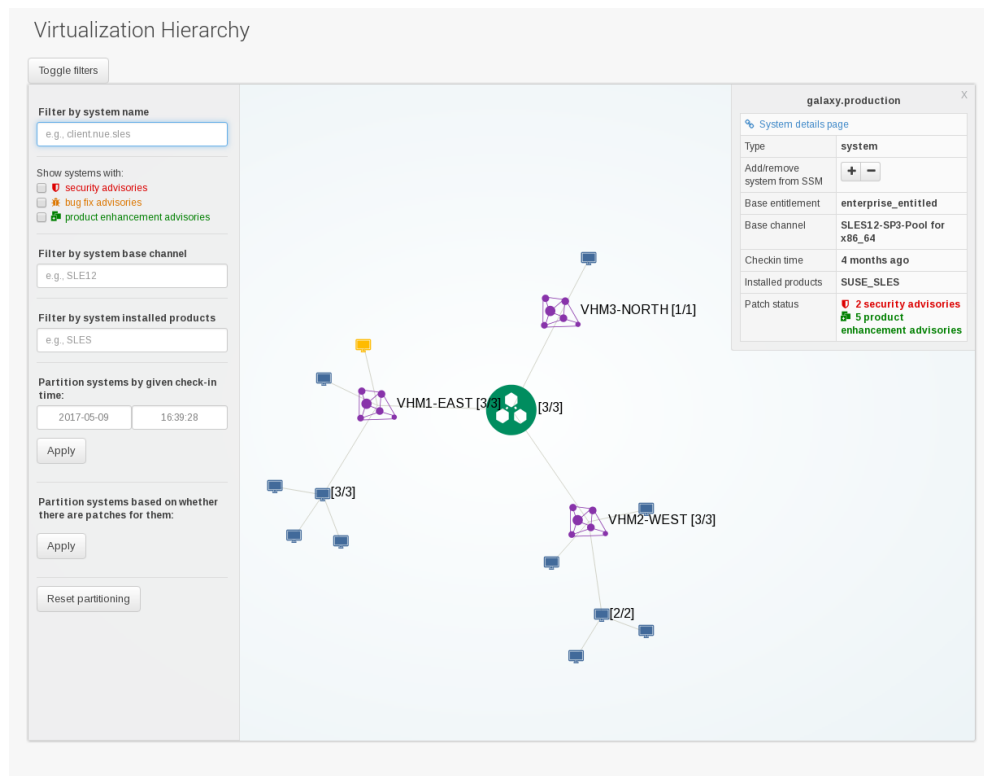 Virtualization Hierarchy
Toggle filters
Filter by system name
e.g., client.nue.sles
Show systems with:
security advisories
bug fix advisories
product enhancement advisories
Filter by system base channel
e.g., SLE12
Filter by system installed products
e.g., SLES
Partition systems by given check-in
time:
2017-05-09 16:39:28
Apply
Partition systems based on whether
there are patches for them:
Apply
Reset partitioning
VHM3-NORTH [1/1]
VHM1-EAST [3/3]
[3/3]
[3/3]
VHM2-WEST [3/3]
[2/2]
galaxy.production X
System details page
Type system
Add/remove
system from SSM
Base entitlement enterprise_entitled
Base channel SLES12-SP3-Pool for
x86_64
Checkin time 4 months ago
Installed products SUSE_SLES
Patch status 2 security advisories
5 product
enhancement advisories